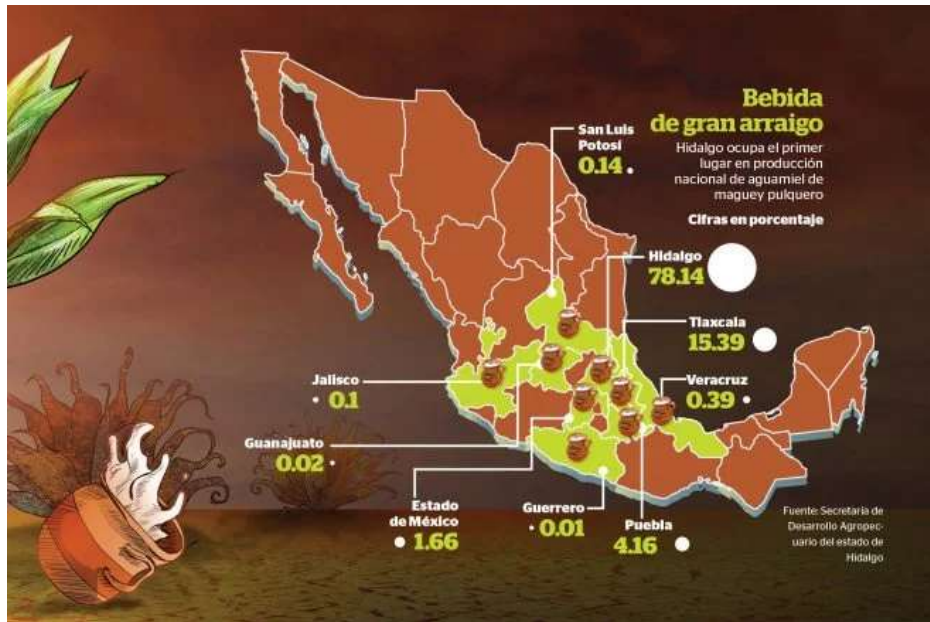 Bebida
de gran arraigo
Hidalgo ocupa el primer
lugar en producción
nacional de aguamiel de
maguey pulquero
Cifras en porcentaje
San Luis
Potosí
0.14
Hidalgo
78.14
Tlaxcala
15.39
Veracruz
0.39
Jalisco
0.1
Guanajuato
0.02
Estado
de México
1.66
Guerrero
0.01
Puebla
4.16
Fuente: Secretaría de
Desarrollo Agropec-
uario del estado de
Hidalgo